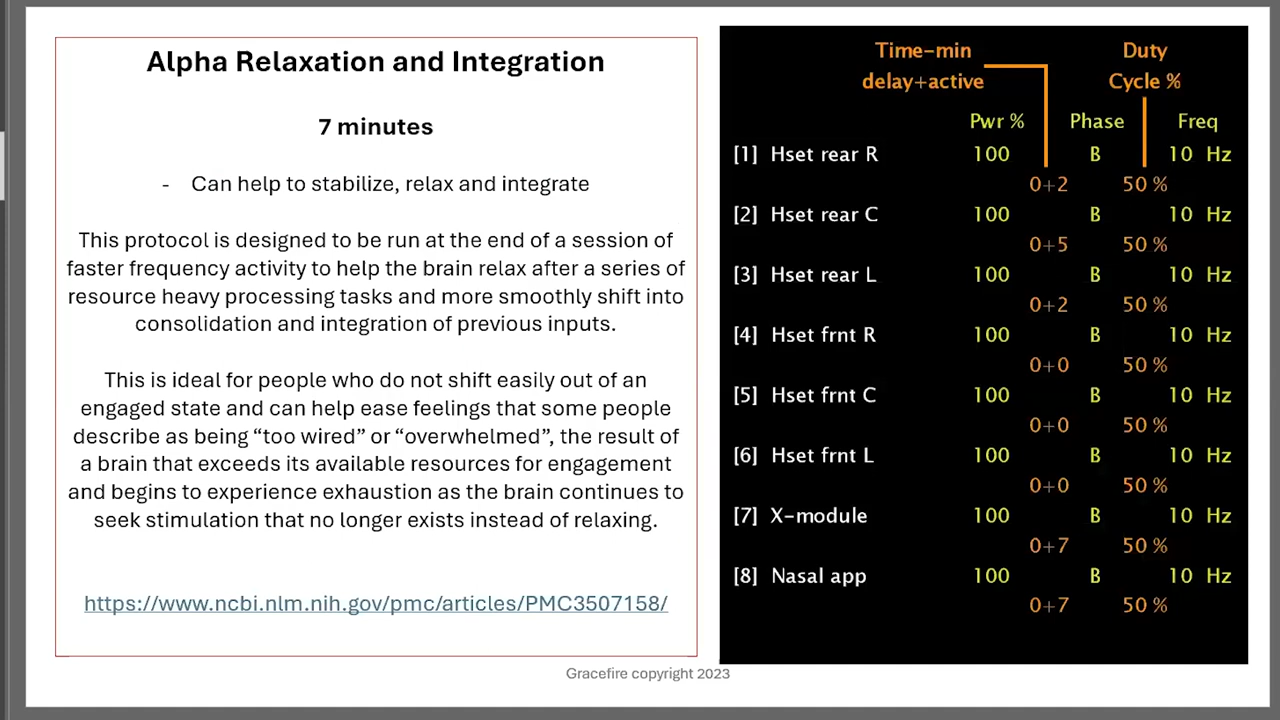 Alpha Relaxation and Integration
7 minutes
- Can help to stabilize, relax and integrate
This protocol is designed to be run at the end of a session of
faster frequency activity to help the brain relax after a series of
resource heavy processing tasks and more smoothly shift into
consolidation and integration of previous inputs.
This is ideal for people who do not shift easily out of an
engaged state and can help ease feelings that some people
describe as being “too wired” or “overwhelmed”, the result of
a brain that exceeds its available resources for engagement
and begins to experience exhaustion as the brain continues to
seek stimulation that no longer exists instead of relaxing.
https://www.ncbi.nlm.nih.gov/pmc/articles/PMC3507158/
Time-min Duty
delay+active Cycle %
Pwr % Phase Freq
[1] Hset rear R 100 B 10 Hz
0+2 50 %
[2] Hset rear C 100 B 10 Hz
0+5 50 %
[3] Hset rear L 100 B 10 Hz
0+2 50 %
[4] Hset frnt R 100 B 10 Hz
0+0 50 %
[5] Hset frnt C 100 B 10 Hz
0+0 50 %
[6] Hset frnt L 100 B 10 Hz
0+0 50 %
[7] X-module 100 B 10 Hz
0+7 50 %
[8] Nasal app 100 B 10 Hz
0+7 50 %
Gracefire copyright 2023